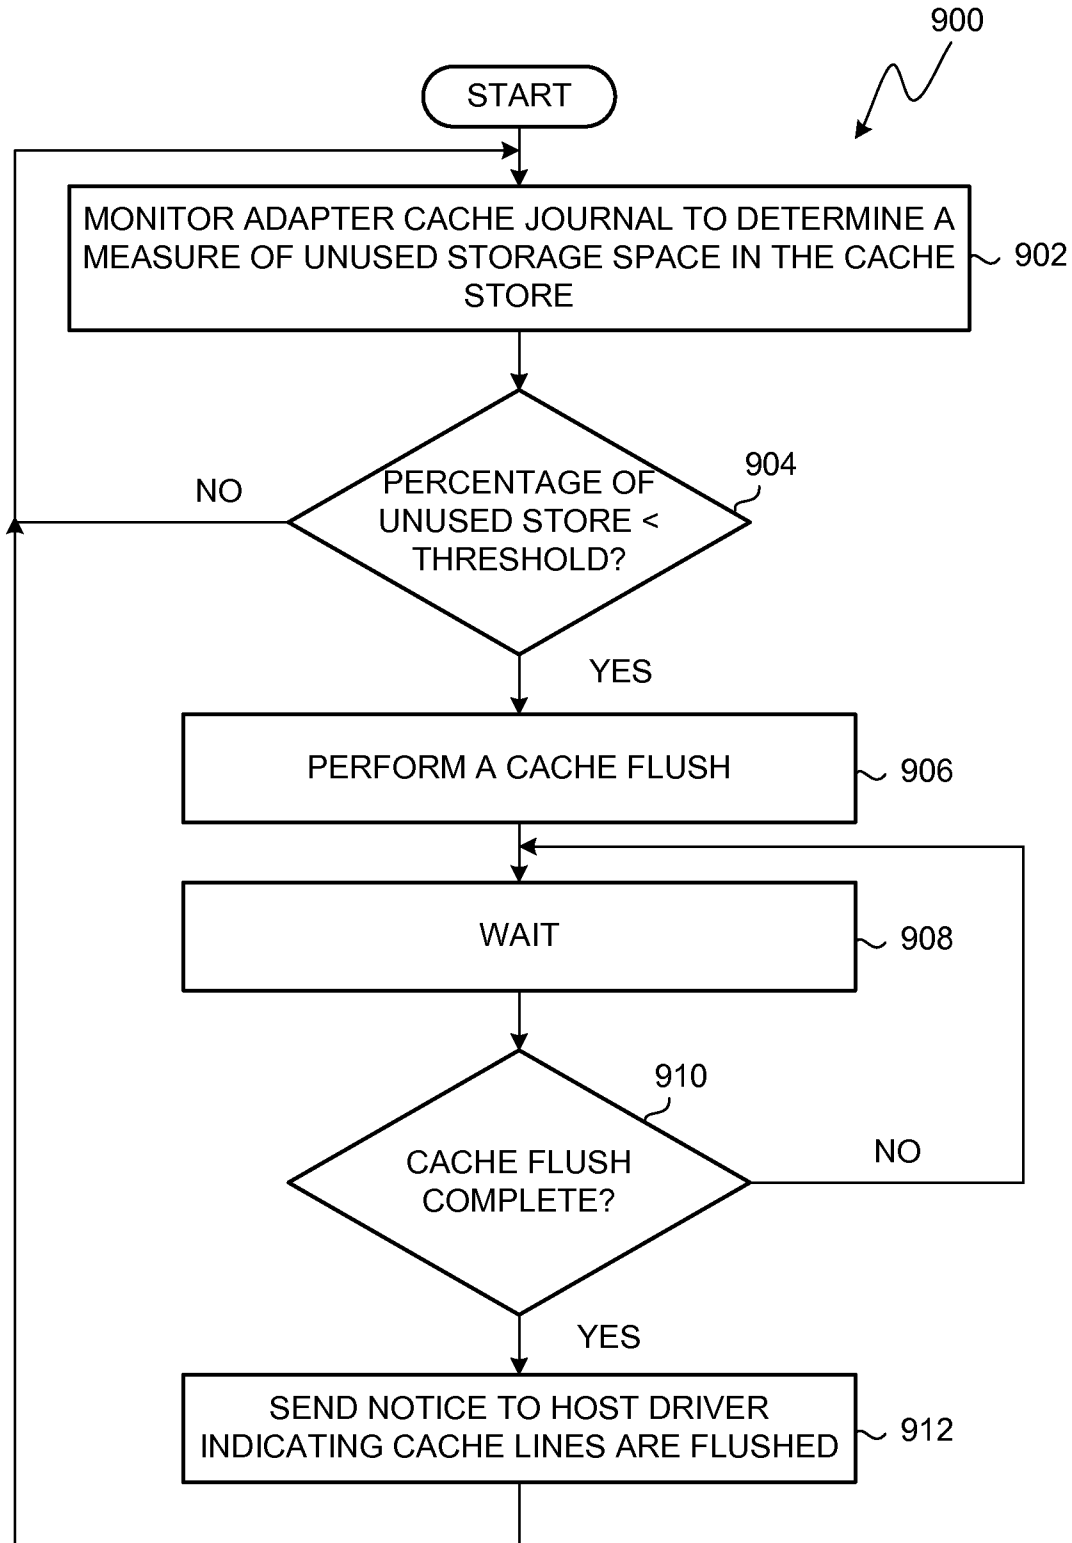 900
START
MONITOR ADAPTER CACHE JOURNAL TO DETERMINE A
MEASURE OF UNUSED STORAGE SPACE IN THE CACHE
STORE
902
904
PERCENTAGE OF
UNUSED STORE <
THRESHOLD?
NO
YES
PERFORM A CACHE FLUSH
906
WAIT
908
910
CACHE FLUSH
COMPLETE?
NO
YES
SEND NOTICE TO HOST DRIVER
INDICATING CACHE LINES ARE FLUSHED
912